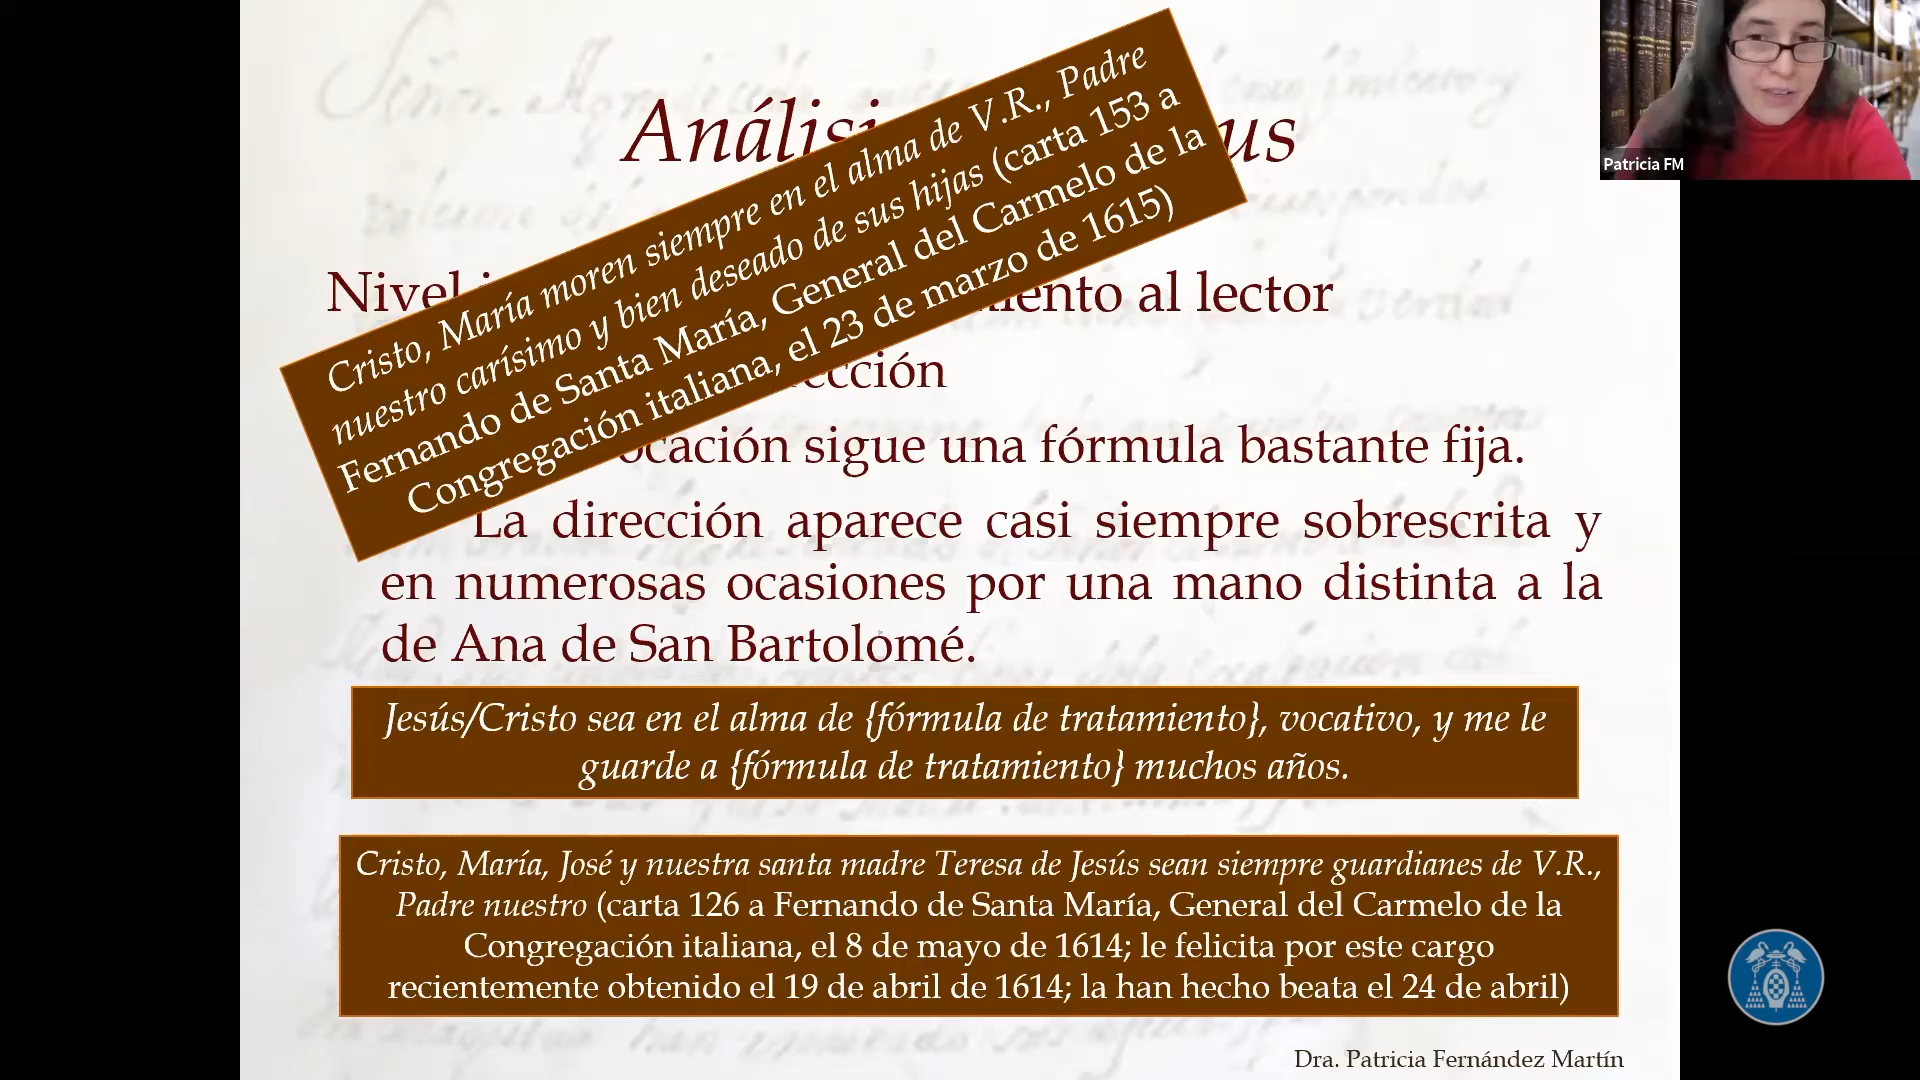 Análisi us
Cristo, María moren siempre en el alma de V.R., Padre
nuestro carísimo y bien deseado de sus hijas (carta 153 a
Fernando de Santa María, General del Carmelo de la
Congregación italiana, el 23 de marzo de 1615)
Nivel iento al lector
cción
ocación sigue una fórmula bastante fija.
La dirección aparece casi siempre sobrescrita y
en numerosas ocasiones por una mano distinta a la
de Ana de San Bartolomé.
Jesús/Cristo sea en el alma de {fórmula de tratamiento}, vocativo, y me le
guarde a {fórmula de tratamiento} muchos años.
Cristo, María, José y nuestra santa madre Teresa de Jesús sean siempre guardianes de V.R.,
Padre nuestro (carta 126 a Fernando de Santa María, General del Carmelo de la
Congregación italiana, el 8 de mayo de 1614; le felicita por este cargo
recientemente obtenido el 19 de abril de 1614; la han hecho beata el 24 de abril)
Dra. Patricia Fernández Martín
Patricia FM